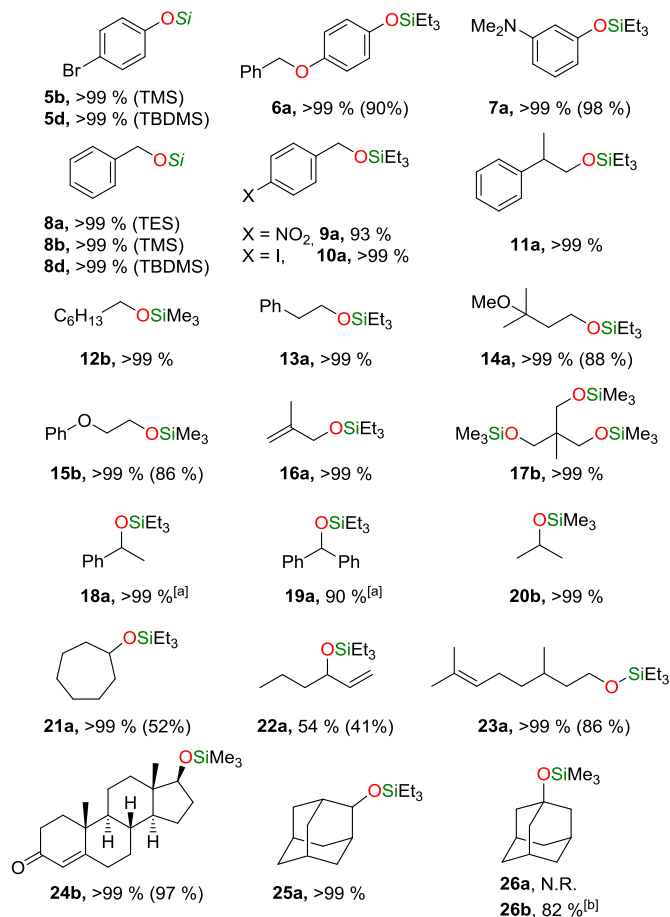 OSi
Br
5b, >99 % (TMS)
5d, >99 % (TBDMS)
OSiEt3
Ph O
6a, >99 % (90%)
NMe2 OSiEt3
7a, >99 % (98 %)
OSi
8a, >99 % (TES)
8b, >99 % (TMS)
8d, >99 % (TBDMS)
OSiEt3
X
X = NO2, 9a, 93 %
X = I, 10a, >99 %
OSiEt3
11a, >99 %
C6H13 OSiMe3
12b, >99 %
Ph OSiEt3
13a, >99 %
MeO
OSiEt3
14a, >99 % (88 %)
Ph O OSiMe3
15b, >99 % (86 %)
OSiEt3
16a, >99 %
OSiMe3
Me3SiO OSiMe3
17b, >99 %
OSiEt3
Ph
18a, >99 %[a]
OSiEt3
Ph Ph
19a, 90 %[a]
OSiMe3
20b, >99 %
OSiEt3
21a, >99 % (52%)
OSiEt3
22a, 54 % (41%)
O SiEt3
23a, >99 % (86 %)
OSiMe3
H
H H
O
24b, >99 % (97 %)
OSiEt3
25a, >99 %
OSiMe3
26a, N.R.
26b, 82 %[b]